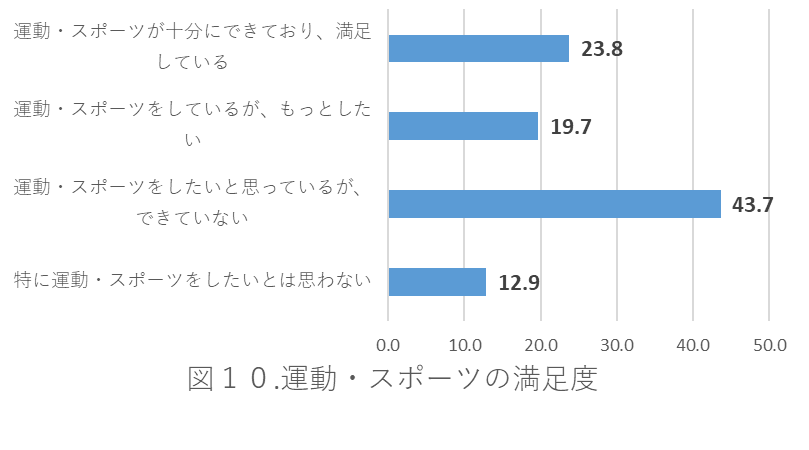 運動・スポーツが十分にできており、満足
している
23.8
運動・スポーツをしているが、もっとした
い
19.7
運動・スポーツをしたいと思っているが、
できていない
43.7
特に運動・スポーツをしたいとは思わない
12.9
0.0 10.0 20.0 30.0 40.0 50.0
図１０.運動・スポーツの満足度